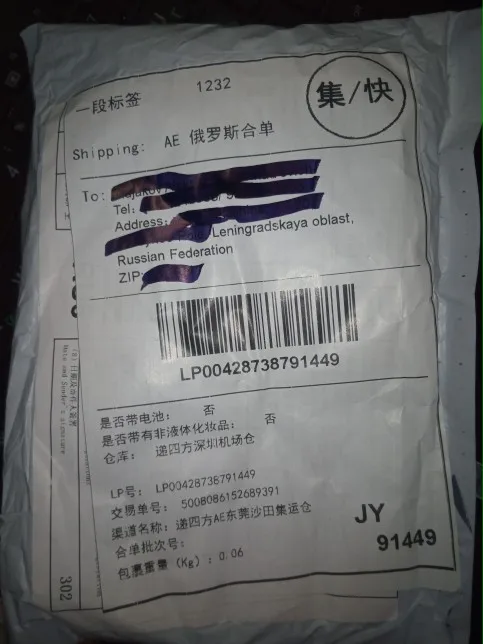 一段标签
1232
集/快
Shipping: AE 俄罗斯合单
To:
Tel:
Address:
Leningradskaya oblast,
Russian Federation
ZIP:
LP00428738791449
是否带电池： 否
是否带有非液体化妆品： 否
仓库： 递四方深圳机场仓
LP号： LP00428738791449
交易单号： 5008086152689391
渠道名称： 递四方AE东莞沙田集运仓
合单批次号：
包裹重量（Kg）：0.06
JY
91449
Date and Sender's signature
302